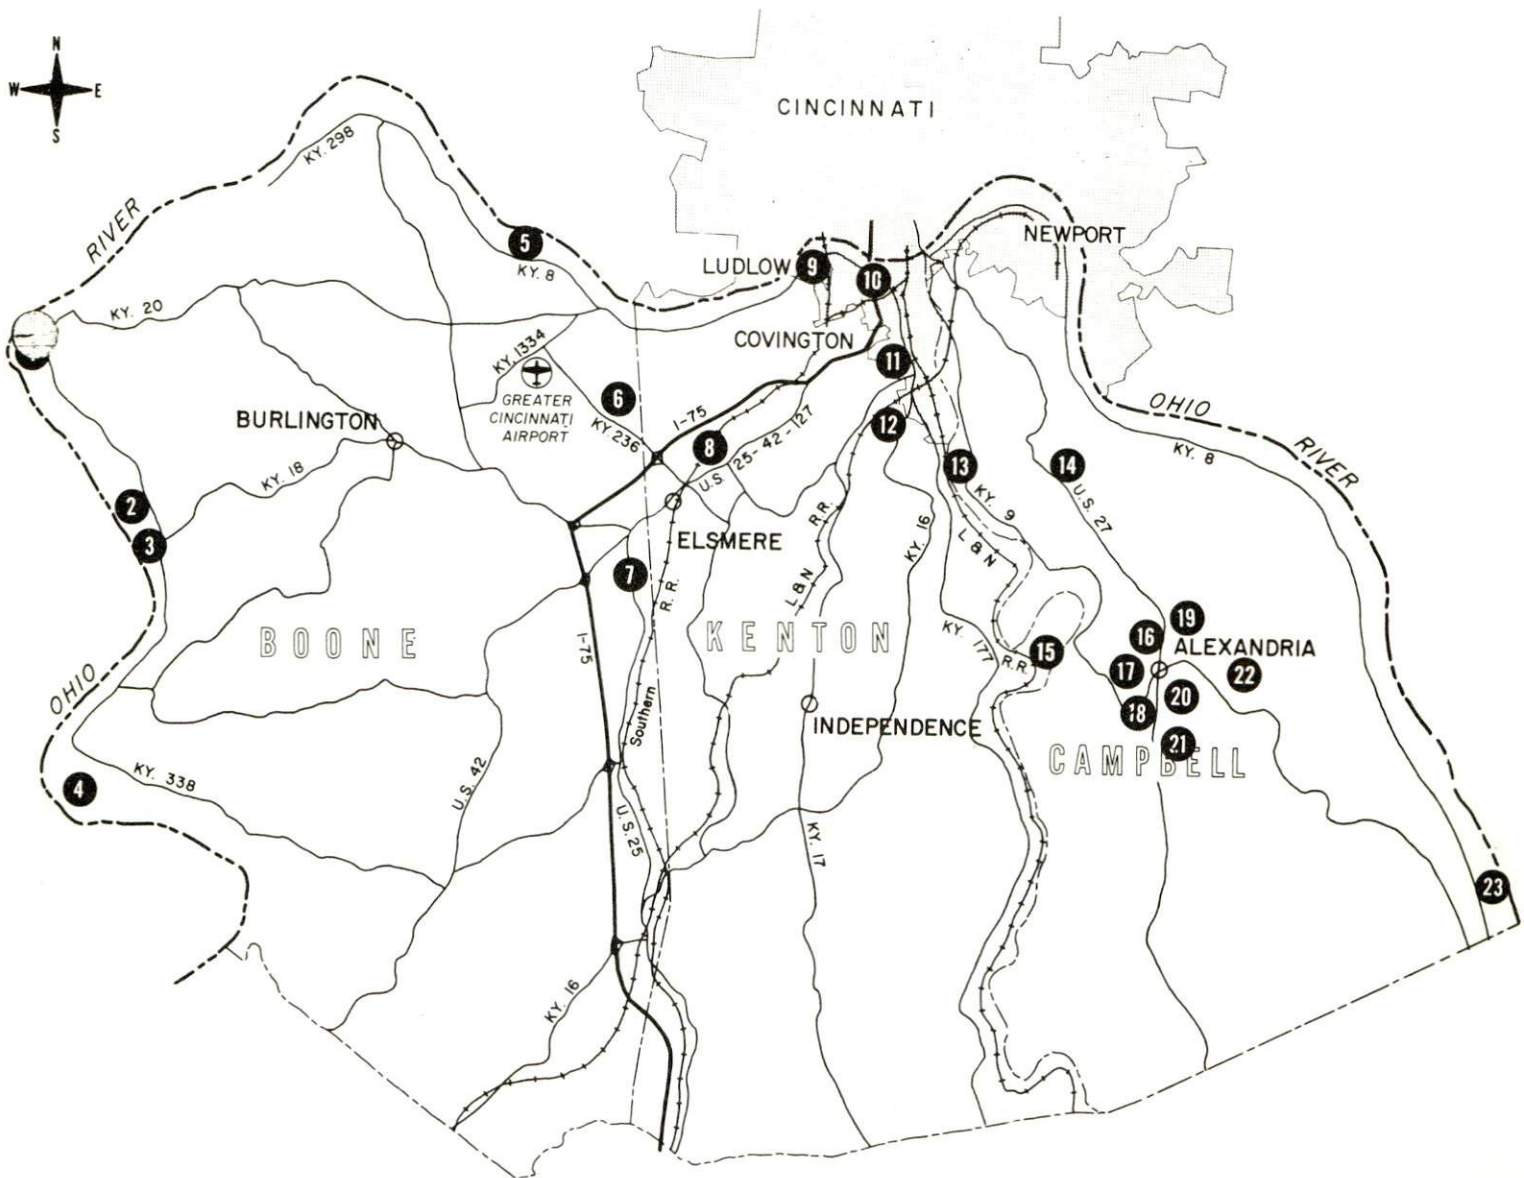 N
W E
S
CINCINNATI
KY. 298
RIVER
5
KY. 8
LUDLOW
9
10
NEWPORT
KY. 20
KY. 1334
COVINGTON
11
GREATER
CINCINNATI
AIRPORT
6
I-75
OHIO
BURLINGTON
KY. 236
8
U.S. 25-42-127
12
KY. 8
RIVER
KY. 18
13
14
2
3
ELSMERE
R.R.
KY. 16
KY. 9
U.S. 27
L & N
7
R.R.
L & N
BOONE
I-75
KENTON
KY. 177
R.R.
15
16
19
ALEXANDRIA
17
22
OHIO
Southern
INDEPENDENCE
18
20
21
CAMPBELL
4
KY. 338
U.S. 42
U.S. 25
KY. 17
23
KY. 16